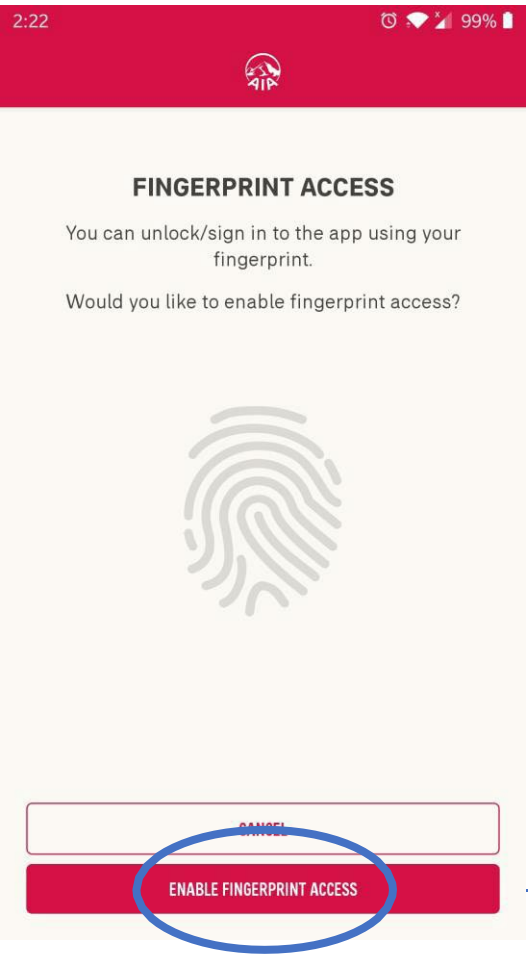 2:22
99%
AIA
FINGERPRINT ACCESS
You can unlock/sign in to the app using your
fingerprint.
Would you like to enable fingerprint access?
CANCEL
ENABLE FINGERPRINT ACCESS